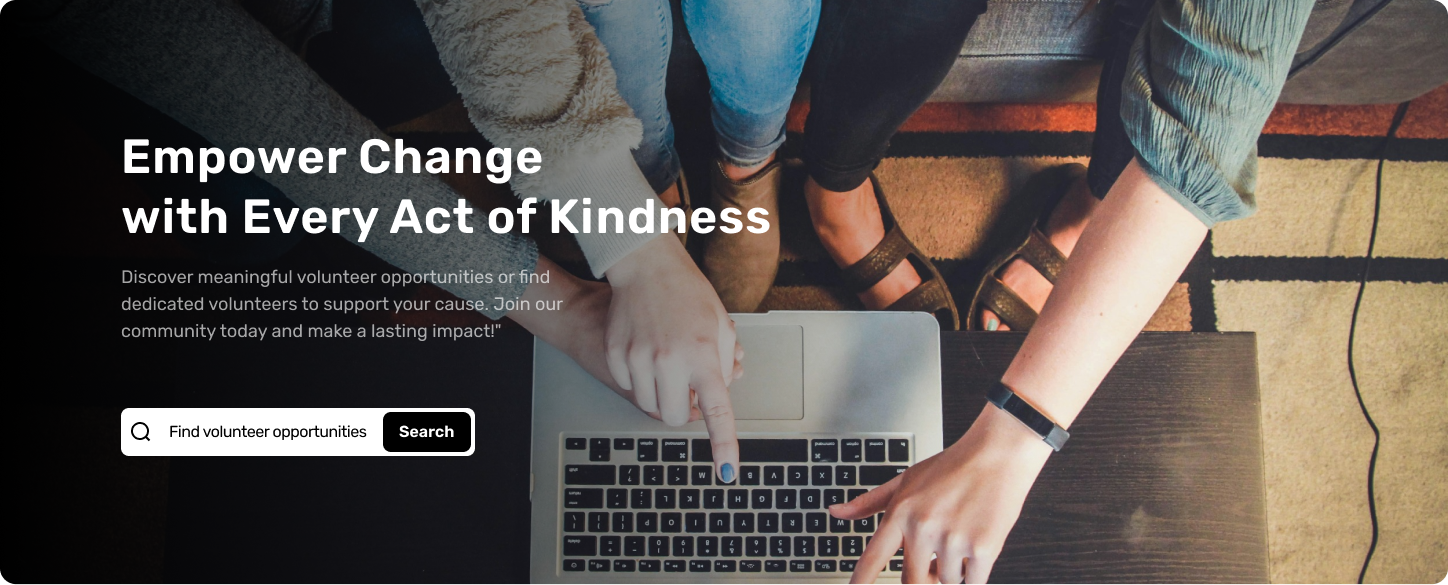 Empower Change
with Every Act of Kindness
Discover meaningful volunteer opportunities or find
dedicated volunteers to support your cause. Join our
community today and make a lasting impact!"
Find volunteer opportunities
Search